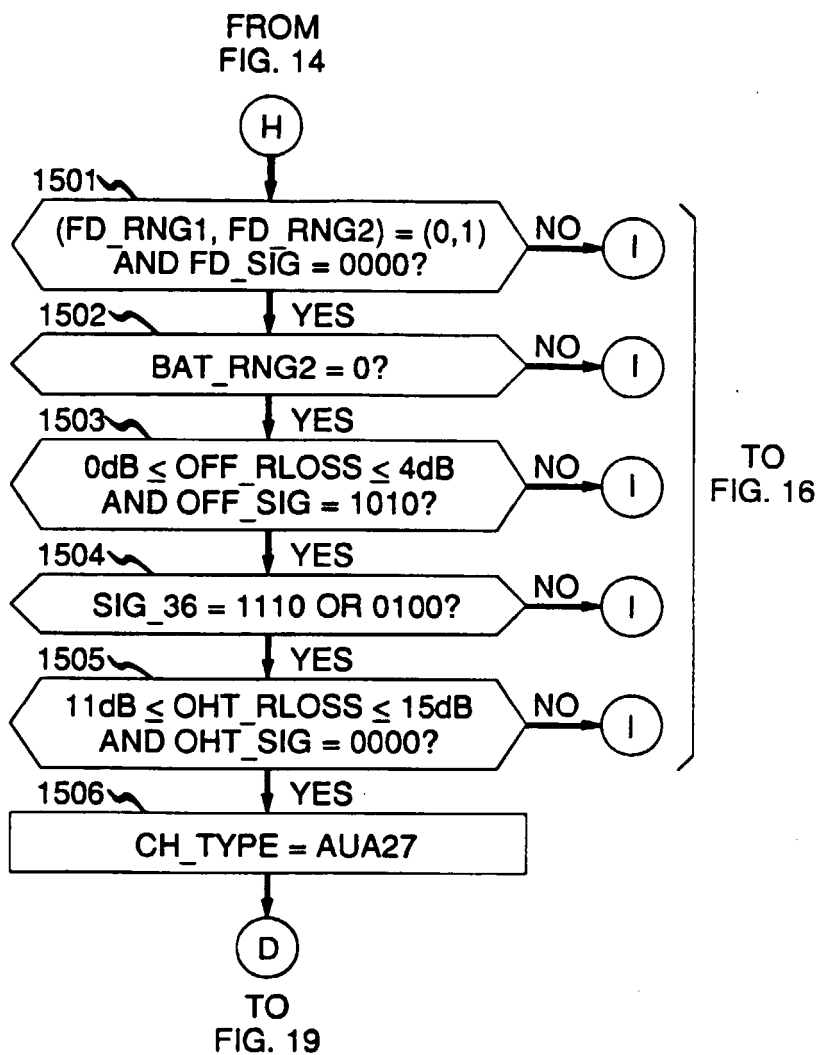 FROM
FIG. 14
H
1501
(FD_RNG1, FD_RNG2) = (0,1)
AND FD_SIG = 0000?
NO
I
YES
1502
BAT_RNG2 = 0?
NO
I
YES
1503
0dB ≤ OFF_RLOSS ≤ 4dB
AND OFF_SIG = 1010?
NO
I
YES
1504
SIG_36 = 1110 OR 0100?
NO
I
YES
1505
11dB ≤ OHT_RLOSS ≤ 15dB
AND OHT_SIG = 0000?
NO
I
TO
FIG. 16
YES
1506
CH_TYPE = AUA27
D
TO
FIG. 19